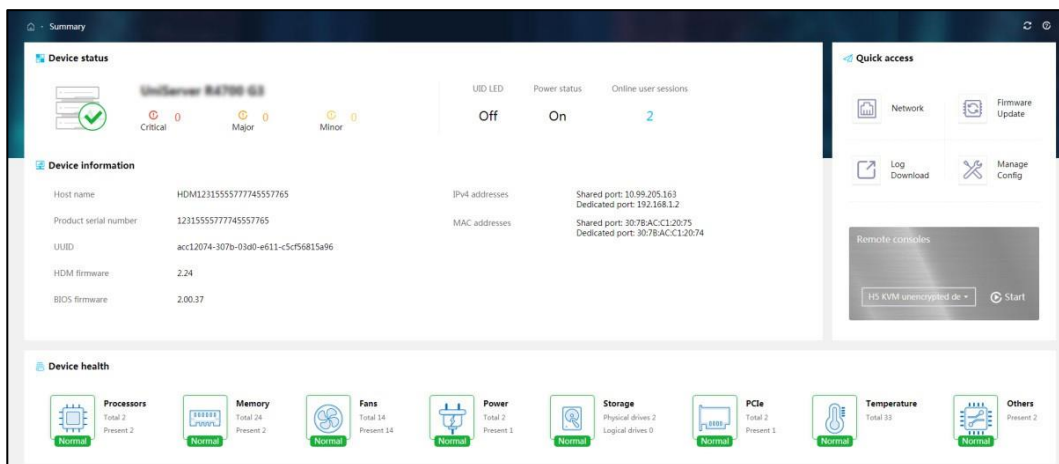 Summary
Device status
UniServer R4700 G3
Critical 0
Major 0
Minor 0
UID LED
Off
Power status
On
Online user sessions
2
Device information
Host name HDM12315555777745557765
Product serial number 12315555777745557765
UUID acc12074-307b-03d0-e611-c5cf56815a96
HDM firmware 2.24
BIOS firmware 2.00.37
IPv4 addresses Shared port: 10.99.205.163
Dedicated port: 192.168.1.2
MAC addresses Shared port: 30:7B:AC:C1:20:75
Dedicated port: 30:7B:AC:C1:20:74
Quick access
Network
Firmware
Update
Log
Download
Manage
Config
Remote consoles
H5 KVM unencrypted de
Start
Device health
Processors
Total 2
Present 2
Normal
Memory
Total 24
Present 2
Normal
Fans
Total 14
Present 14
Normal
Power
Total 2
Present 1
Normal
Storage
Physical drives 2
Logical drives 0
Normal
PCIe
Total 2
Present 1
Normal
Temperature
Total 33
Normal
Others
Present 2
Normal